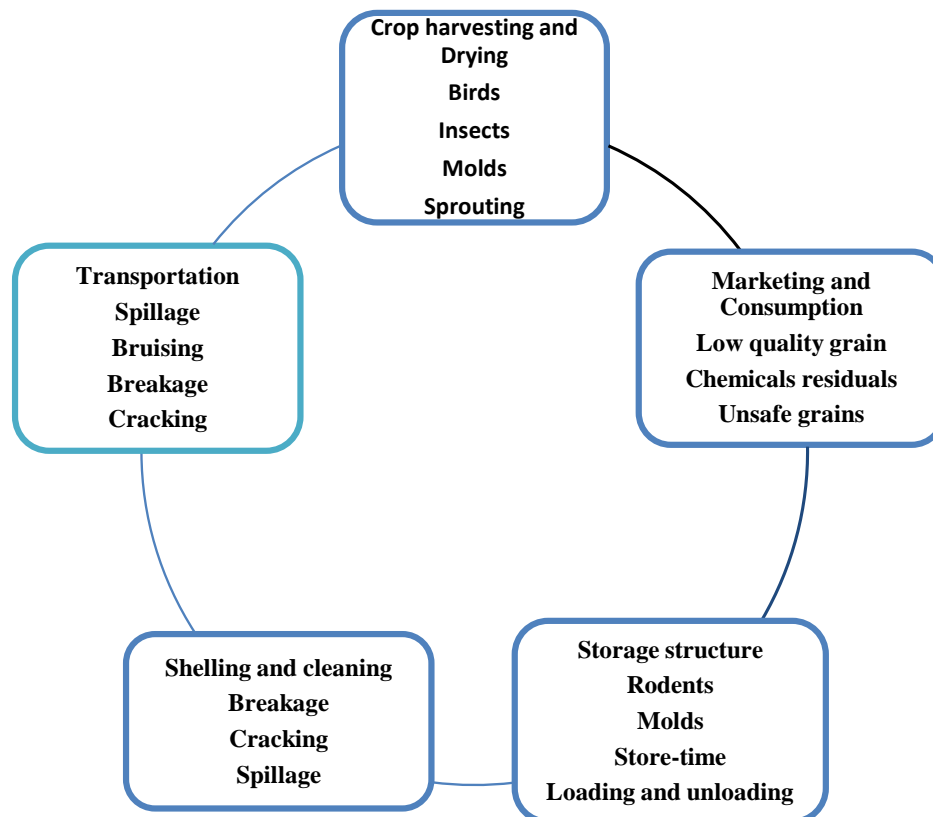 Crop harvesting and
Drying
Birds
Insects
Molds
Sprouting
Transportation
Spillage
Bruising
Breakage
Cracking
Marketing and
Consumption
Low quality grain
Chemicals residuals
Unsafe grains
Shelling and cleaning
Breakage
Cracking
Spillage
Storage structure
Rodents
Molds
Store-time
Loading and unloading